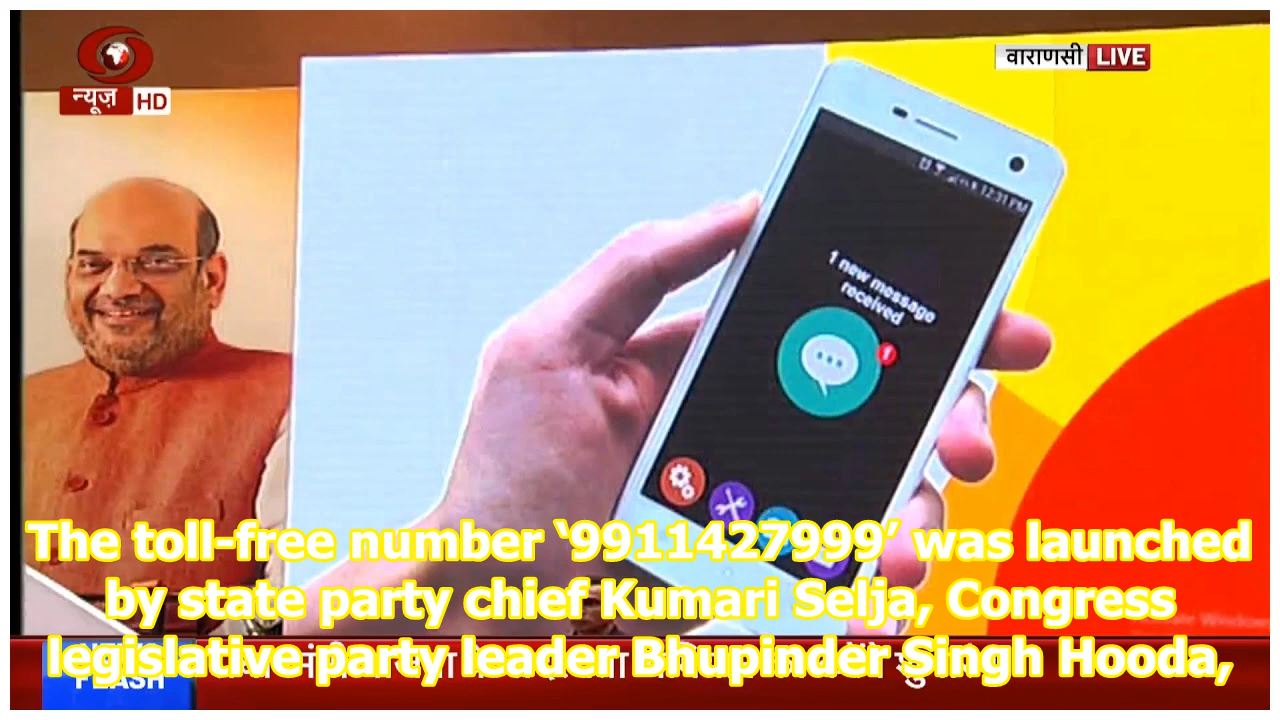 न्यूज़ HD
वाराणसी LIVE
12:31 PM
1 new message
received
The toll-free number ‘9911427999’ was launched
by state party chief Kumari Selja, Congress
legislative party leader Bhupinder Singh Hooda,
FLASH